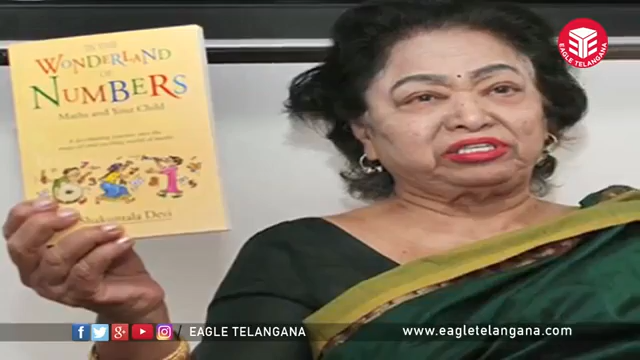 IN THE
WONDERLAND
OF
NUMBERS
Maths and Your Child
Shakuntala Devi
EAGLE TELANGANA
EAGLE TELANGANA
www.eagletelangana.com